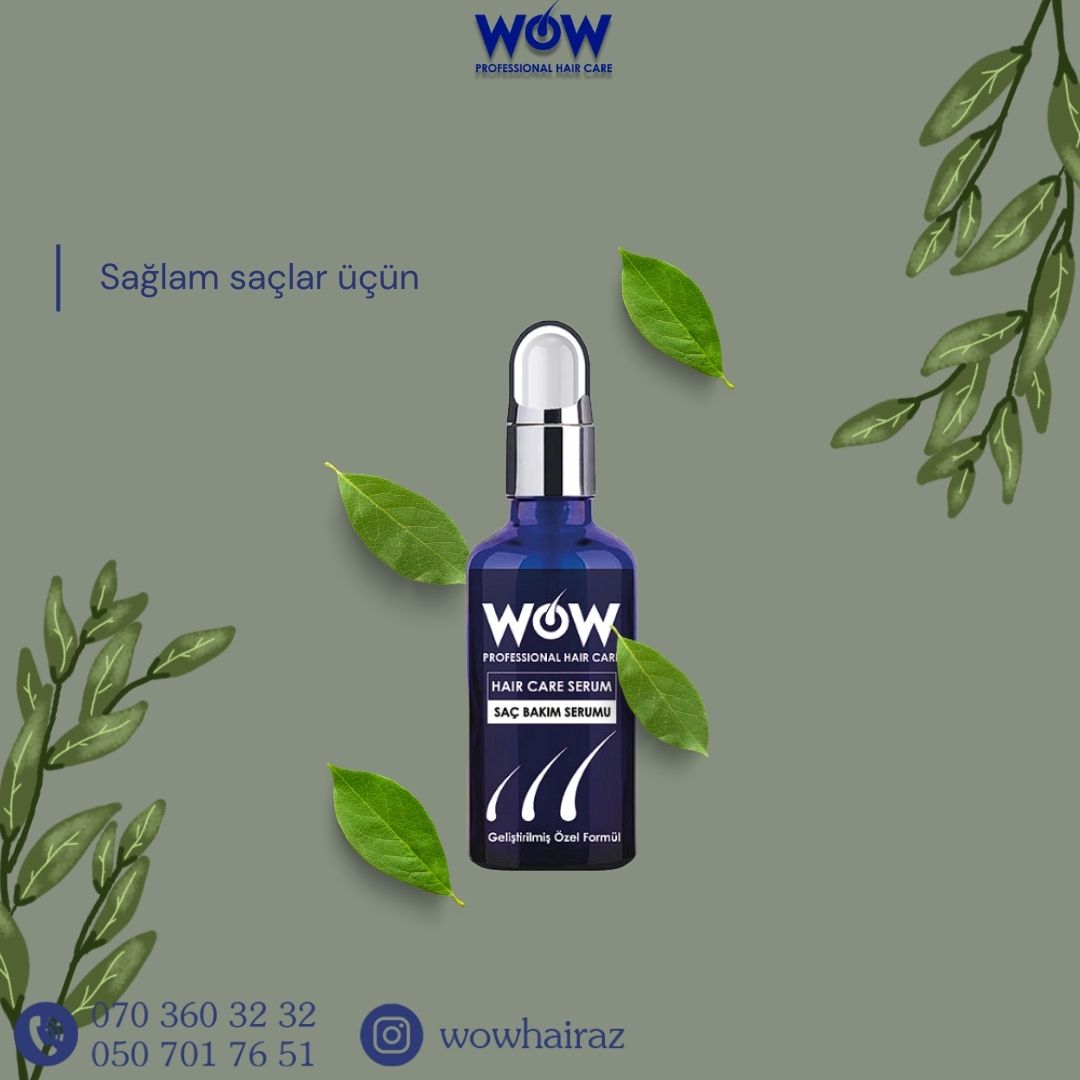 WOW
PROFESSIONAL HAIR CARE
Sağlam saçlar üçün
WOW
PROFESSIONAL HAIR CARE
HAIR CARE SERUM
SAÇ BAKIM SERUMU
Geliştirilmiş Özel Formül
070 360 32 32
050 701 76 51
wowhairaz